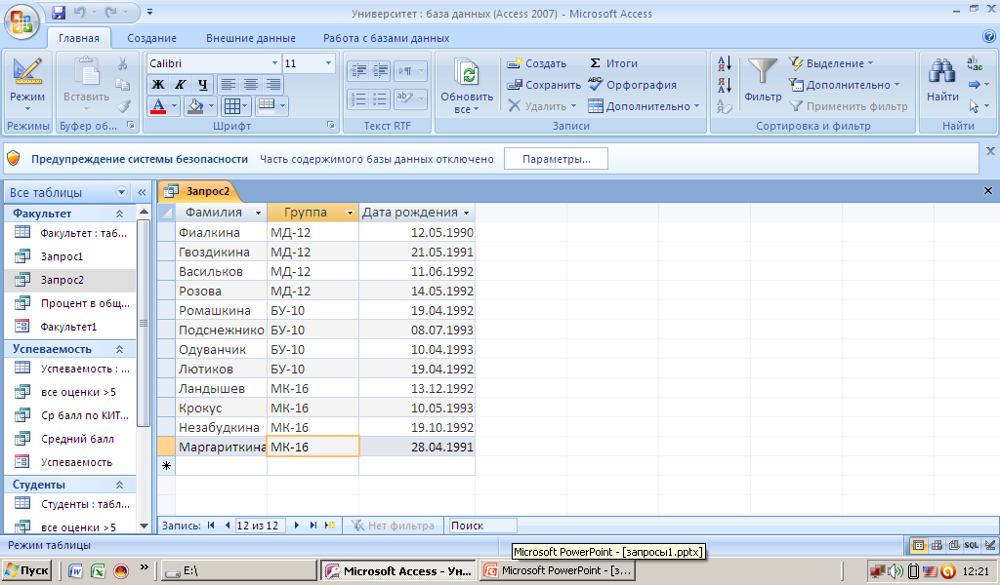 Университет : база данных (Access 2007) - Microsoft Access
Главная Создание Внешние данные Работа с базами данных
Режим
Режимы
Вставить
Буфер об...
Calibri 11
Ж К Ч
А
Шрифт
Текст RTF
Обновить все
Создать
Сохранить
Удалить
Σ Итоги
ABC Орфография
Дополнительно
Записи
Фильтр
Выделение
Дополнительно
Применить фильтр
Сортировка и фильтр
Найти
Найти
Предупреждение системы безопасности Часть содержимого базы данных отключено Параметры...
Все таблицы
Факультет
Факультет : таб...
Запрос1
Запрос2
Процент в общ...
Факультет1
Успеваемость
Успеваемость : ...
все оценки >5
Ср балл по КИТ...
Средний балл
Успеваемость
Студенты
Студенты : табл...
все оценки >5
Запрос2
Фамилия Группа Дата рождения
Фиалкина МД-12 12.05.1990
Гвоздикина МД-12 21.05.1991
Васильков МД-12 11.06.1992
Розова МД-12 14.05.1992
Ромашкина БУ-10 19.04.1992
Подснежнико БУ-10 08.07.1993
Одуванчик БУ-10 10.04.1993
Лютиков БУ-10 19.04.1992
Ландышев МК-16 13.12.1992
Крокус МК-16 10.05.1993
Незабудкина МК-16 19.10.1992
Маргариткина МК-16 28.04.1991
Запись: 12 из 12 Нет фильтра Поиск
Режим таблицы
SQL
Microsoft PowerPoint - [запросы1.pptx]
Пуск
E:\
Microsoft Access - Ун...
Microsoft PowerPoint - [з...
12:21